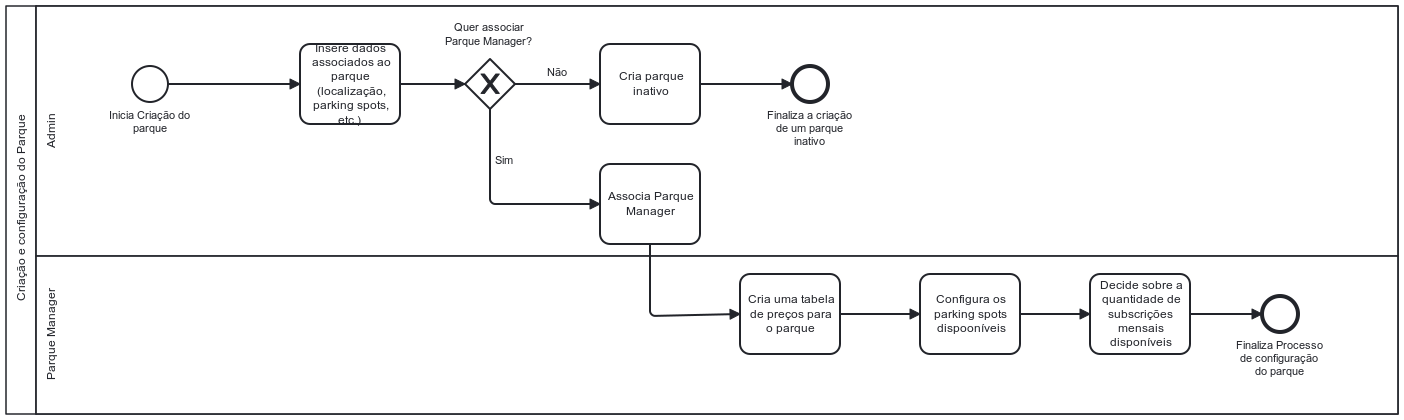 Criação e configuração do Parque
Admin
Inicia Criação do
parque
Insere dados
associados ao
parque
(localização,
parking spots,
etc.)
Quer associar
Parque Manager?
Não
Sim
Cria parque
inativo
Finaliza a criação
de um parque
inativo
Associa Parque
Manager
Parque Manager
Cria uma tabela
de preços para
o parque
Configura os
parking spots
dispooníveis
Decide sobre a
quantidade de
subscrições
mensais
disponíveis
Finaliza Processo
de configuração
do parque